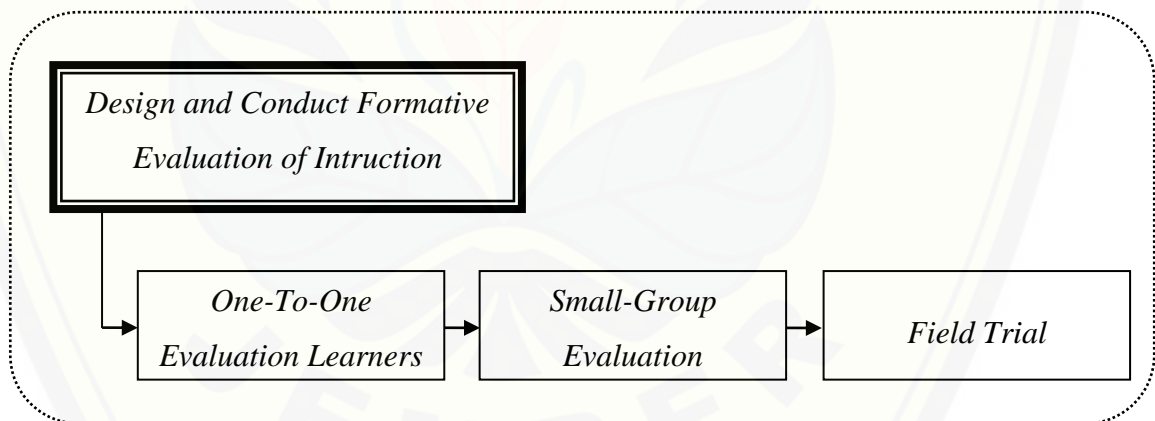 Design and Conduct Formative
Evaluation of Intruction
One-To-One
Evaluation Learners
Small-Group
Evaluation
Field Trial